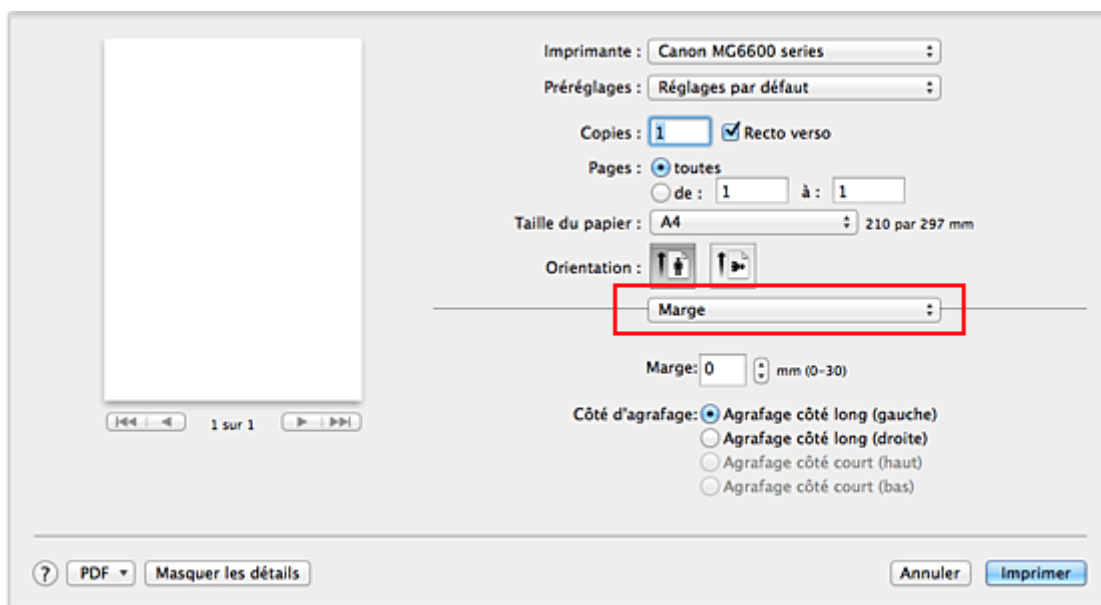 Imprimante : Canon MG6600 series
Préréglages : Réglages par défaut
Copies : 1 Recto verso
Pages : toutes
de : 1 à : 1
Taille du papier : A4 210 par 297 mm
Orientation :
Marge
Marge: 0 mm (0-30)
1 sur 1
Côté d'agrafage: Agrafage côté long (gauche)
Agrafage côté long (droite)
Agrafage côté court (haut)
Agrafage côté court (bas)
? PDF Masquer les détails Annuler Imprimer